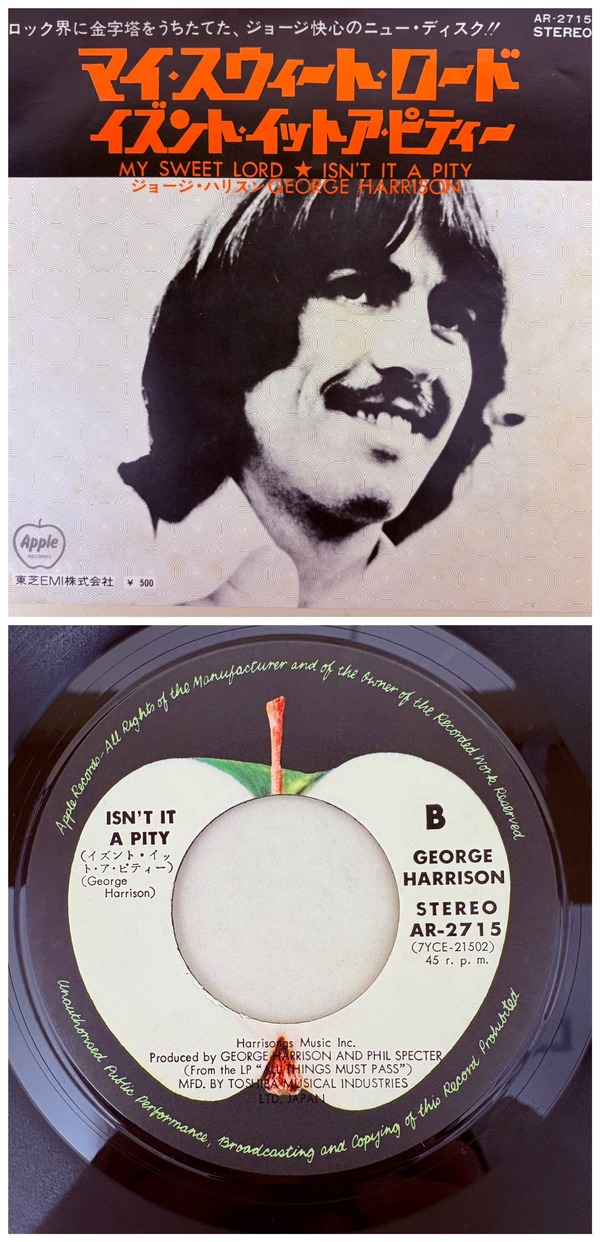 ロック界に金字塔をうちたてた、ジョージ快心のニュー・ディスク!!
AR-2715
STEREO
マイ・スウィート・ロード
イズント・イット・ア・ピティー
MY SWEET LORD ★ ISN'T IT A PITY
ジョージ・ハリスン GEORGE HARRISON
Apple
RECORDS
東芝EMI株式会社 ¥ 500
Apple Records-All Rights of the Manufacturer and of the Owner of the Recorded Work Reserved
ISN'T IT
A PITY
(イズント・イッ
ト・ア・ピティー)
(George
Harrison)
B
GEORGE
HARRISON
STEREO
AR-2715
(7YCE-21502)
45 r. p. m.
Harrisongs Music Inc.
Produced by GEORGE HARRISON AND PHIL SPECTER
(From the LP "ALL THINGS MUST PASS")
MFD. BY TOSHIBA MUSICAL INDUSTRIES
LTD. JAPAN
Unauthorised Public Performance, Broadcasting and Copying of this Record Prohibited